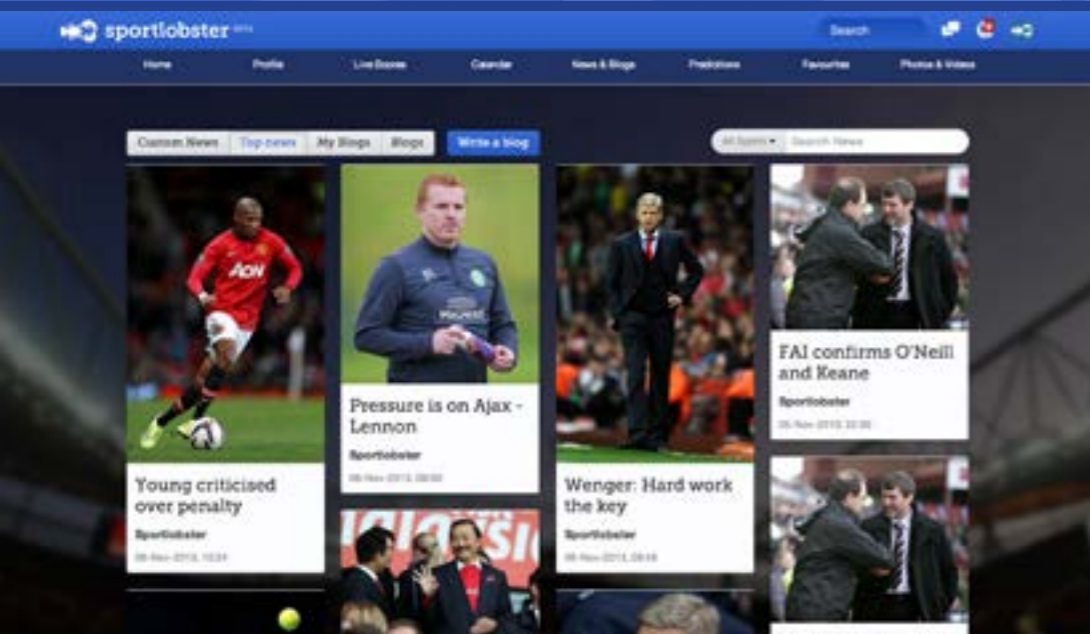 sportlobster
Search
Home Profile Live Scores Calendar News & Blogs Predictions Favourites Photos & Videos
Custom News Top news My Blogs Blogs Write a blog All Sports Search News
AON
Young criticised
over penalty
Sportlobster
Pressure is on Ajax -
Lennon
Sportlobster
Wenger: Hard work
the key
Sportlobster
FAI confirms O'Neill
and Keane
Sportlobster